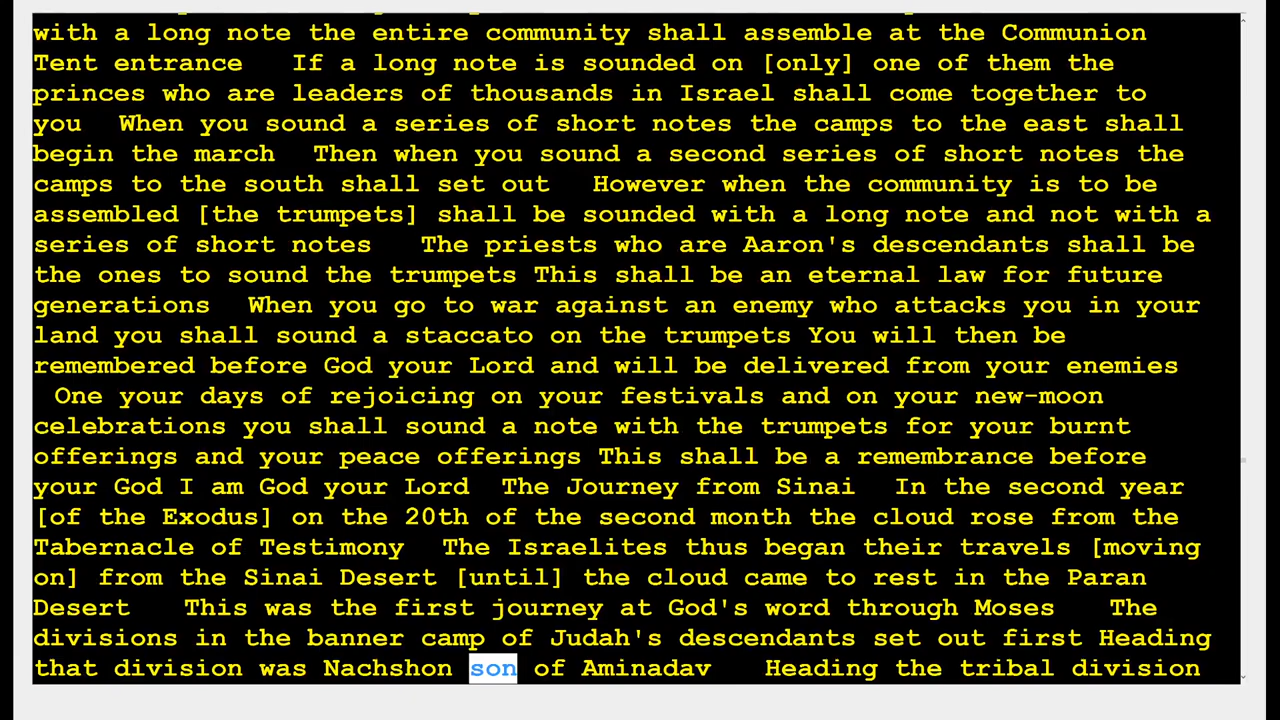 with a long note the entire community shall assemble at the Communion
Tent entrance If a long note is sounded on [only] one of them the
princes who are leaders of thousands in Israel shall come together to
you When you sound a series of short notes the camps to the east shall
begin the march Then when you sound a second series of short notes the
camps to the south shall set out However when the community is to be
assembled [the trumpets] shall be sounded with a long note and not with a
series of short notes The priests who are Aaron's descendants shall be
the ones to sound the trumpets This shall be an eternal law for future
generations When you go to war against an enemy who attacks you in your
land you shall sound a staccato on the trumpets You will then be
remembered before God your Lord and will be delivered from your enemies
One your days of rejoicing on your festivals and on your new-moon
celebrations you shall sound a note with the trumpets for your burnt
offerings and your peace offerings This shall be a remembrance before
your God I am God your Lord The Journey from Sinai In the second year
[of the Exodus] on the 20th of the second month the cloud rose from the
Tabernacle of Testimony The Israelites thus began their travels [moving
on] from the Sinai Desert [until] the cloud came to rest in the Paran
Desert This was the first journey at God's word through Moses The
divisions in the banner camp of Judah's descendants set out first Heading
that division was Nachshon son of Aminadav Heading the tribal division